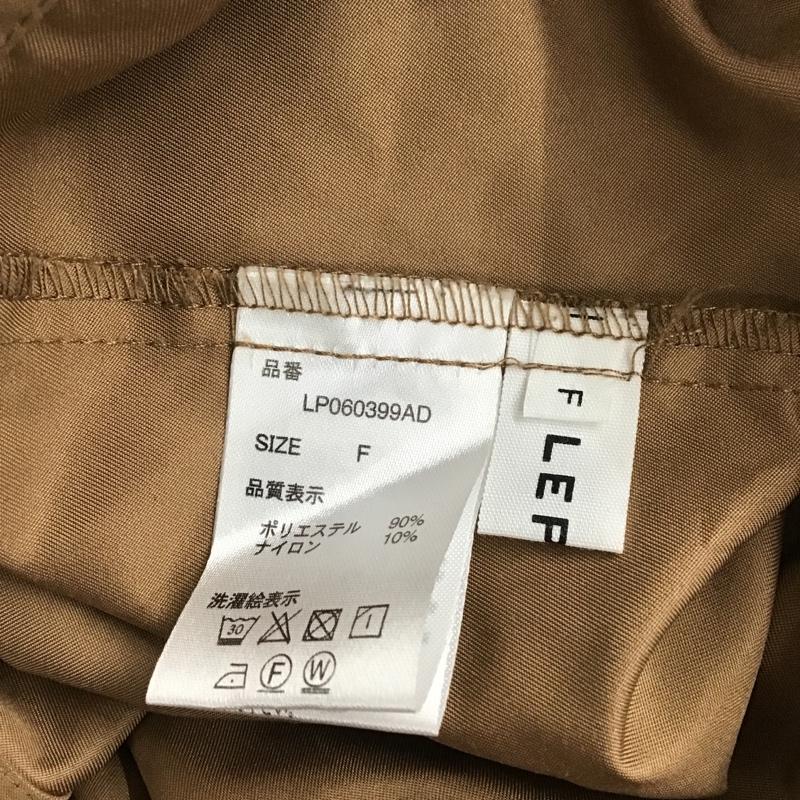 品番
LP060399AD
SIZE F
品質表示
ポリエステル 90%
ナイロン 10%
洗濯絵表示
30
F W
F
LEP